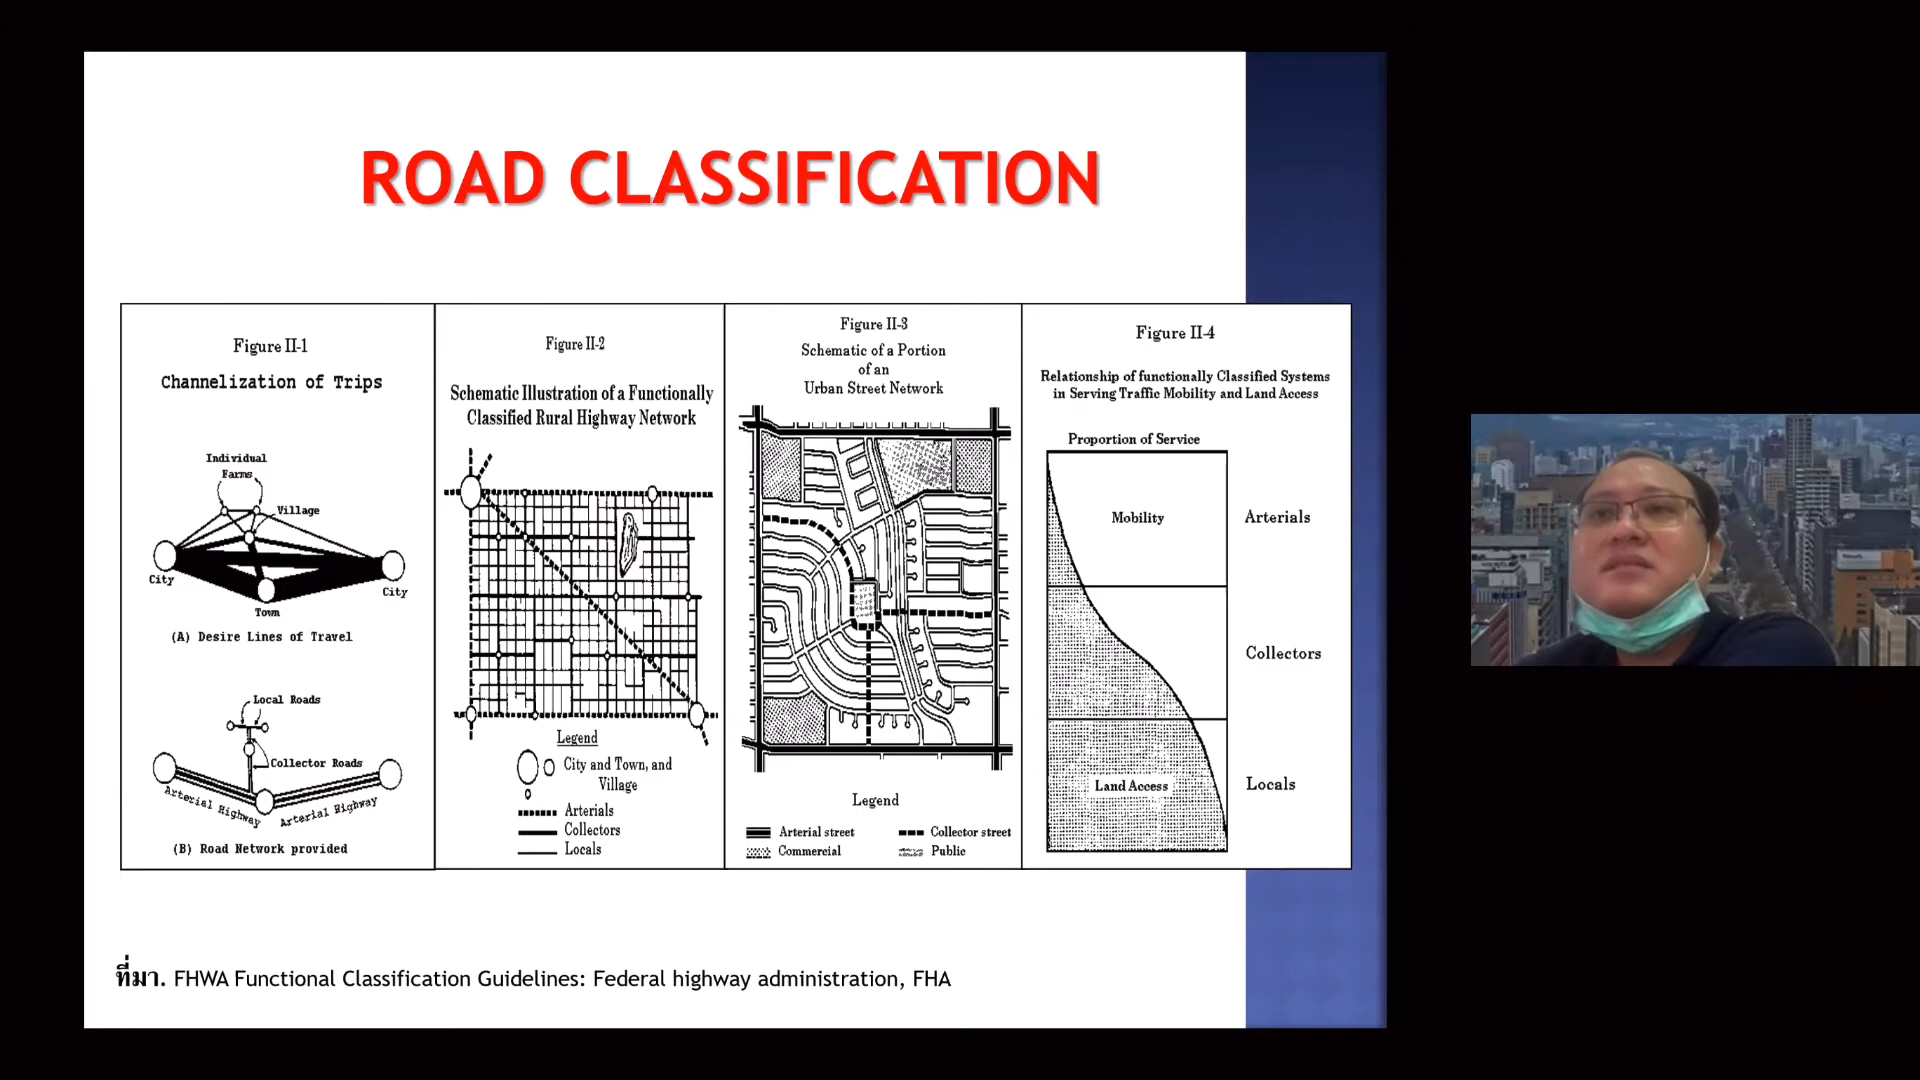 ROAD CLASSIFICATION
Figure II-1
Channelization of Trips
Individual
Farms
Village
City
City
Town
(A) Desire Lines of Travel
Local Roads
Collector Roads
Arterial Highway
Arterial Highway
(B) Road Network provided
Figure II-2
Schematic Illustration of a Functionally
Classified Rural Highway Network
Legend
City and Town, and
Village
Arterials
Collectors
Locals
Figure II-3
Schematic of a Portion
of an
Urban Street Network
Legend
Arterial street
Collector street
Commercial
Public
Figure II-4
Relationship of functionally Classified Systems
in Serving Traffic Mobility and Land Access
Proportion of Service
Mobility
Arterials
Collectors
Land Access
Locals
ที่มา. FHWA Functional Classification Guidelines: Federal highway administration, FHA